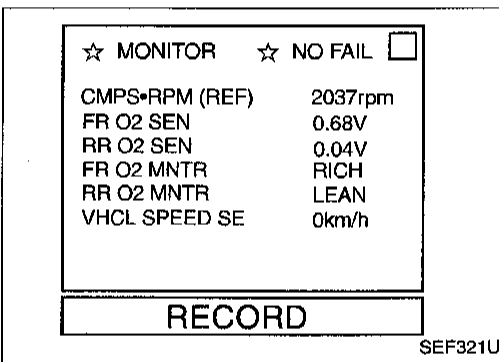 ☆ MONITOR ☆ NO FAIL
CMPS•RPM (REF) 2037rpm
FR O2 SEN 0.68V
RR O2 SEN 0.04V
FR O2 MNTR RICH
RR O2 MNTR LEAN
VHCL SPEED SE 0km/h
RECORD
SEF321U